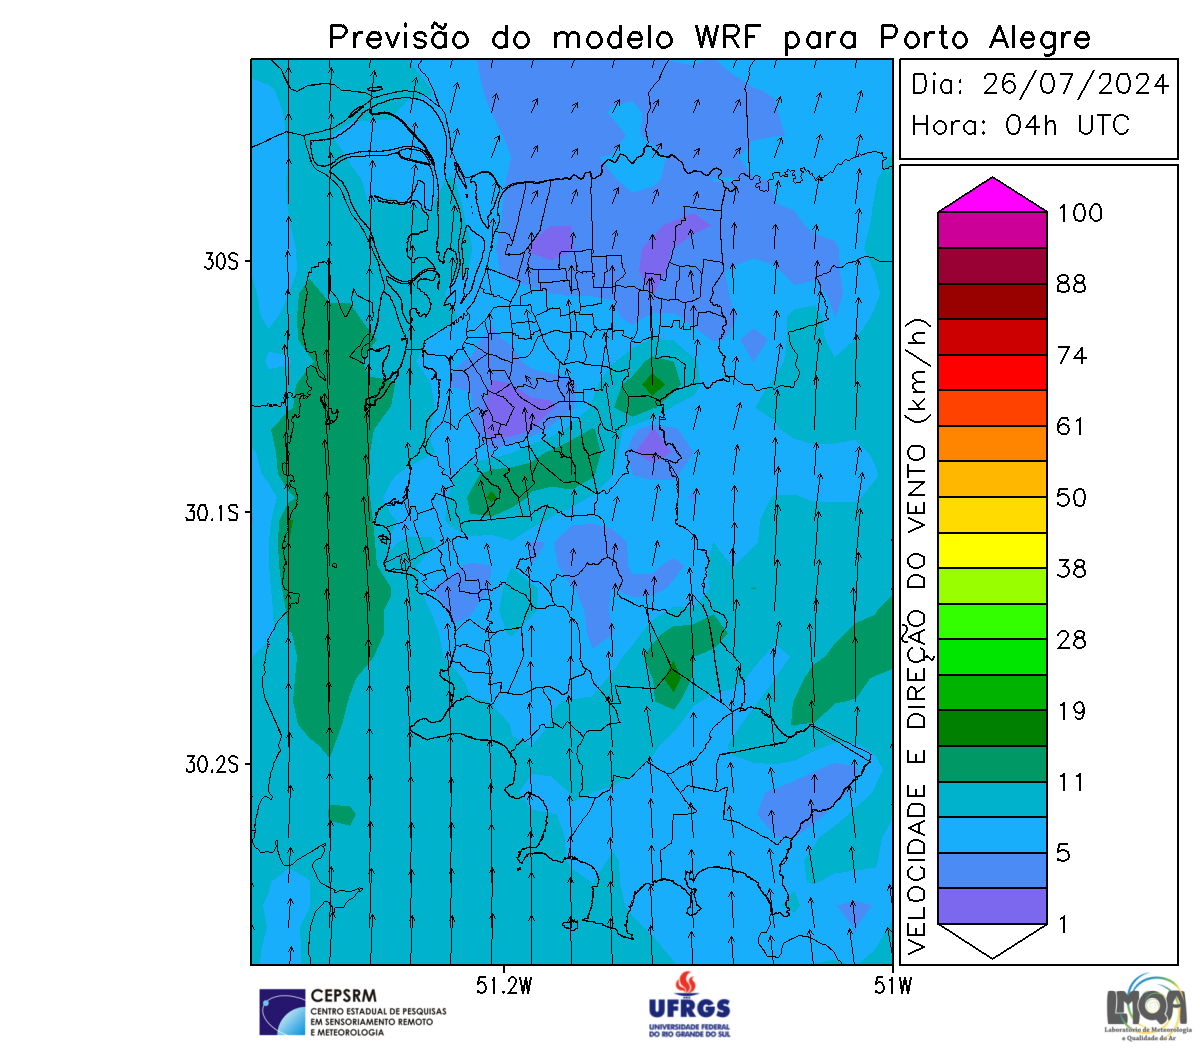 Previsão do modelo WRF para Porto Alegre
Dia: 26/07/2024
Hora: 04h UTC
30S
30.1S
30.2S
51.2W
51W
VELOCIDADE E DIREÇÃO DO VENTO (km/h)
100
88
74
61
50
38
28
19
11
5
1
CEPSRM
CENTRO ESTADUAL DE PESQUISAS
EM SENSORIAMENTO REMOTO
E METEOROLOGIA
UFRGS
UNIVERSIDADE FEDERAL
DO RIO GRANDE DO SUL
LMQA
Laboratório de Meteorologia
e Qualidade do Ar